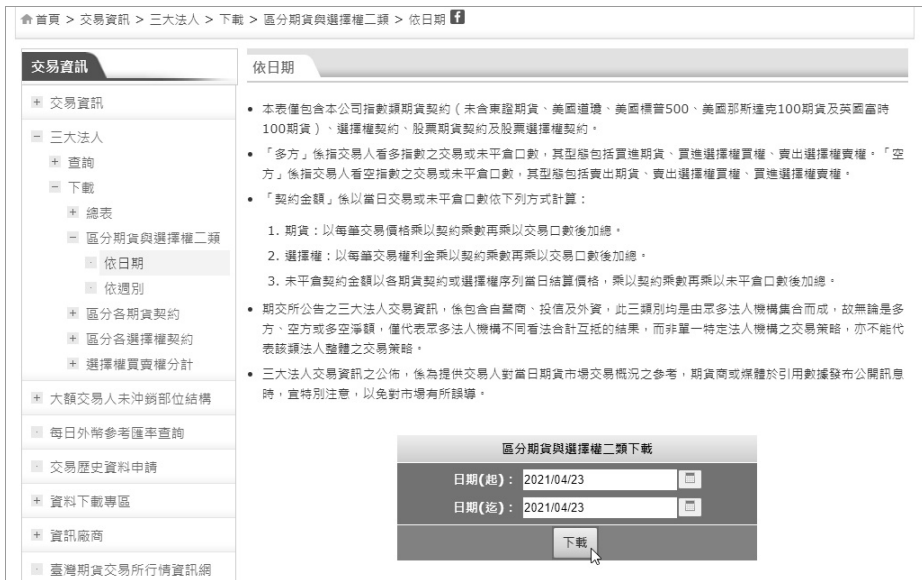 首頁 > 交易資訊 > 三大法人 > 下載 > 區分期貨與選擇權二類 > 依日期
交易資訊
交易資訊
三大法人
查詢
下載
總表
區分期貨與選擇權二類
依日期
依週別
區分各期貨契約
區分各選擇權契約
選擇權買賣權分計
大額交易人未沖銷部位結構
每日外幣參考匯率查詢
交易歷史資料申請
資料下載專區
資訊廠商
臺灣期貨交易所行情資訊網
依日期
• 本表僅包含本公司指數類期貨契約(未含東證期貨、美國道瓊、美國標普500、美國那斯達克100期貨及英國富時
100期貨)、選擇權契約、股票期貨契約及股票選擇權契約。
• 「多方」係指交易人看多指數之交易或未平倉口數,其型態包括買進期貨、買進選擇權買權、賣出選擇權賣權。「空
方」係指交易人看空指數之交易或未平倉口數,其型態包括賣出期貨、賣出選擇權買權、買進選擇權賣權。
• 「契約金額」係以當日交易或未平倉口數依下列方式計算:
1. 期貨:以每筆交易價格乘以契約乘數再乘以交易口數後加總。
2. 選擇權:以每筆交易權利金乘以契約乘數再乘以交易口數後加總。
3. 未平倉契約金額以各期貨契約或選擇權序列當日結算價格,乘以契約乘數再乘以未平倉口數後加總。
• 期交所公告之三大法人交易資訊,係包含自營商、投信及外資,此三類別均是由眾多法人機構集合而成,故無論是多
方、空方或多空淨額,僅代表眾多法人機構不同看法合計互抵的結果,而非單一特定法人機構之交易策略,亦不能代
表該類法人整體之交易策略。
• 三大法人交易資訊之公佈,係為提供交易人對當日期貨市場交易概況之參考,期貨商或媒體於引用數據發布公開訊息
時,宜特別注意,以免對市場有所誤導。
區分期貨與選擇權二類下載
日期(起): 2021/04/23
日期(迄): 2021/04/23
下載